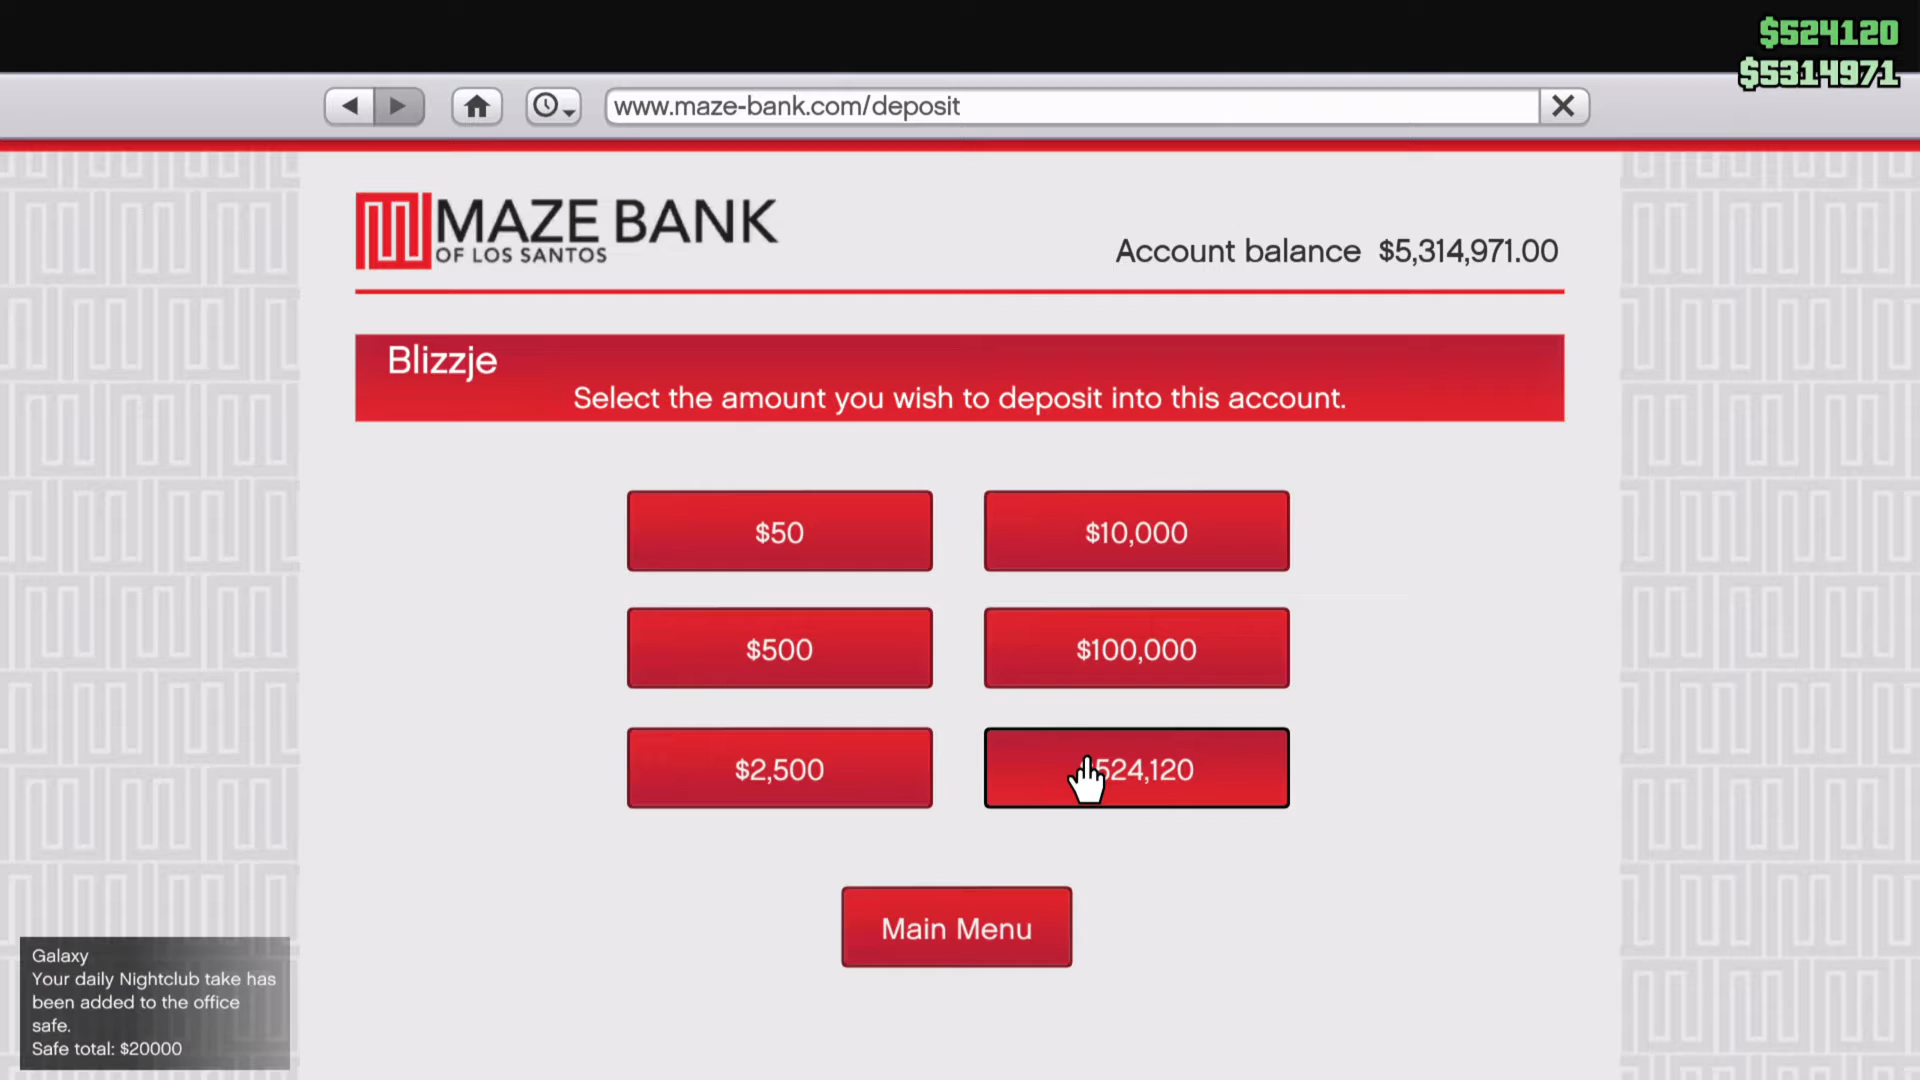 $524120
$5314971
www.maze-bank.com/deposit
MAZE BANK
OF LOS SANTOS
Account balance $5,314,971.00
Blizzje
Select the amount you wish to deposit into this account.
$50
$10,000
$500
$100,000
$2,500
524,120
Main Menu
Galaxy
Your daily Nightclub take has
been added to the office
safe.
Safe total: $20000